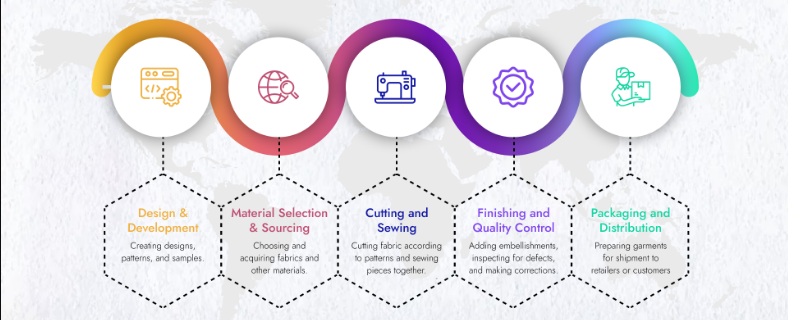 Design &
Development
Creating designs,
patterns, and samples.
Material Selection
& Sourcing
Choosing and
acquiring fabrics and
other materials.
Cutting and
Sewing
Cutting fabric according
to patterns and sewing
pieces together.
Finishing and
Quality Control
Adding embellishments,
inspecting for defects,
and making corrections.
Packaging and
Distribution
Preparing garments
for shipment to
retailers or customers